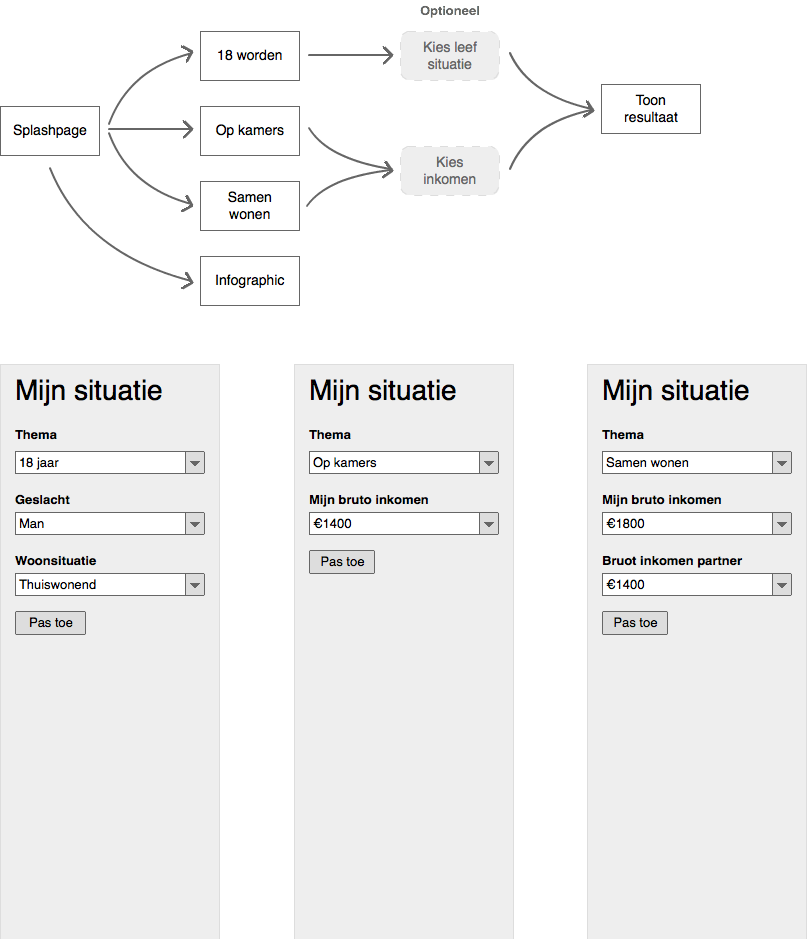 Optioneel
18 worden
Kies leef
situatie
Toon
resultaat
Splashpage
Op kamers
Kies
inkomen
Samen
wonen
Infographic
Mijn situatie
Thema
18 jaar
Geslacht
Man
Woonsituatie
Thuiswonend
Pas toe
Mijn situatie
Thema
Op kamers
Mijn bruto inkomen
€1400
Pas toe
Mijn situatie
Thema
Samen wonen
Mijn bruto inkomen
€1800
Bruot inkomen partner
€1400
Pas toe